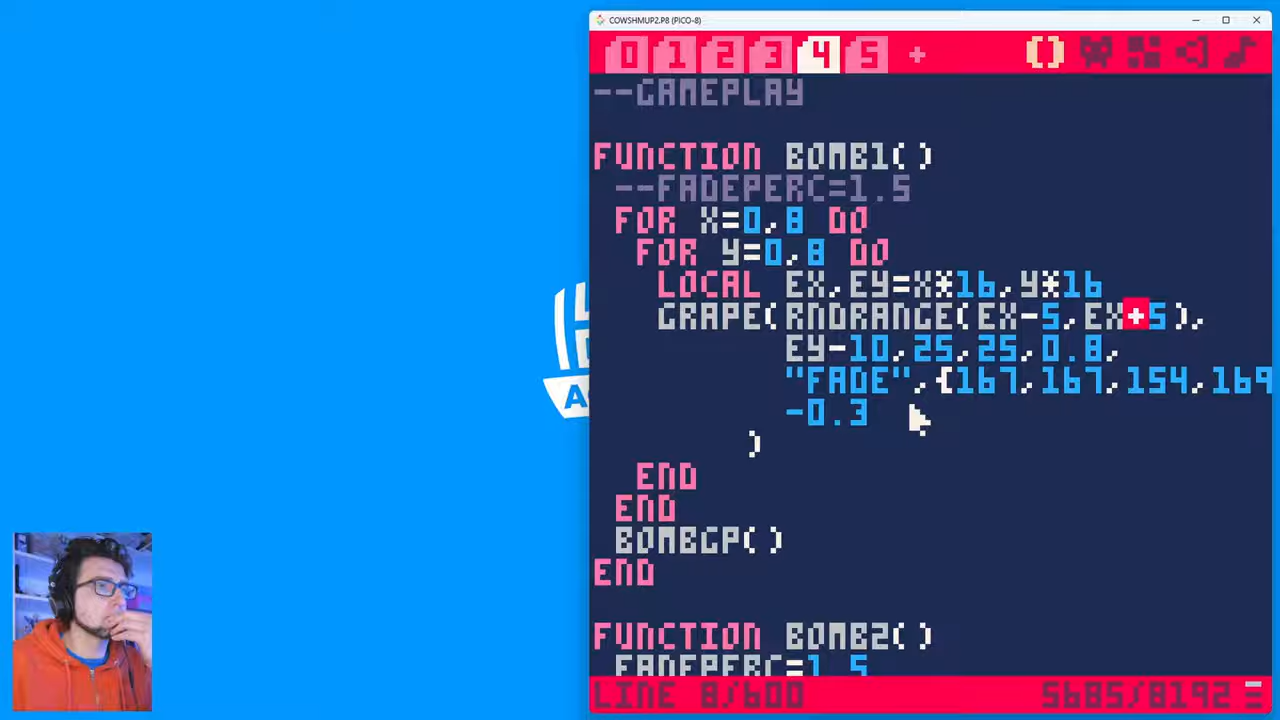 COWSHMUP2.P8 (PICO-8)
0 1 2 3 4 5 +
--GAMEPLAY
FUNCTION BOMB1()
--FADEPERC=1.5
FOR X=0,8 DO
FOR Y=0,8 DO
LOCAL EX,EY=X*16,Y*16
GRAPE(RNDRANGE(EX-5,EX+5),
EY-10,25,25,0.8,
"FADE",{167,167,154,169
-0.3
)
END
END
BOMBGP()
END
FUNCTION BOMB2()
FADEPERC=1.5
LINE 8/600
5685/8192